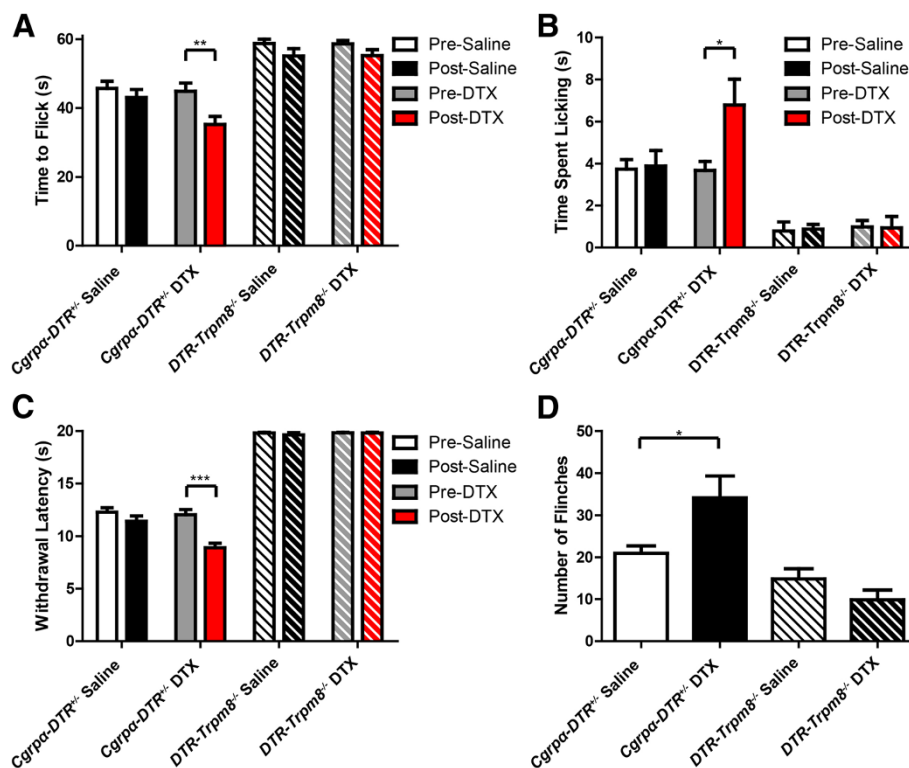 A
Time to Flick (s)
60
40
20
0
**
Pre-Saline
Post-Saline
Pre-DTX
Post-DTX
Cgrpα-DTR+/- Saline
Cgrpα-DTR+/- DTX
DTR-Trpm8-/- Saline
DTR-Trpm8-/- DTX
B
Time Spent Licking (s)
10
8
6
4
2
0
*
Pre-Saline
Post-Saline
Pre-DTX
Post-DTX
Cgrpα-DTR+/- Saline
Cgrpα-DTR+/- DTX
DTR-Trpm8-/- Saline
DTR-Trpm8-/- DTX
C
Withdrawal Latency (s)
20
15
10
5
0
***
Pre-Saline
Post-Saline
Pre-DTX
Post-DTX
Cgrpα-DTR+/- Saline
Cgrpα-DTR+/- DTX
DTR-Trpm8-/- Saline
DTR-Trpm8-/- DTX
D
Number of Flinches
50
40
30
20
10
0
*
Cgrpα-DTR+/- Saline
Cgrpα-DTR+/- DTX
DTR-Trpm8-/- Saline
DTR-Trpm8-/- DTX